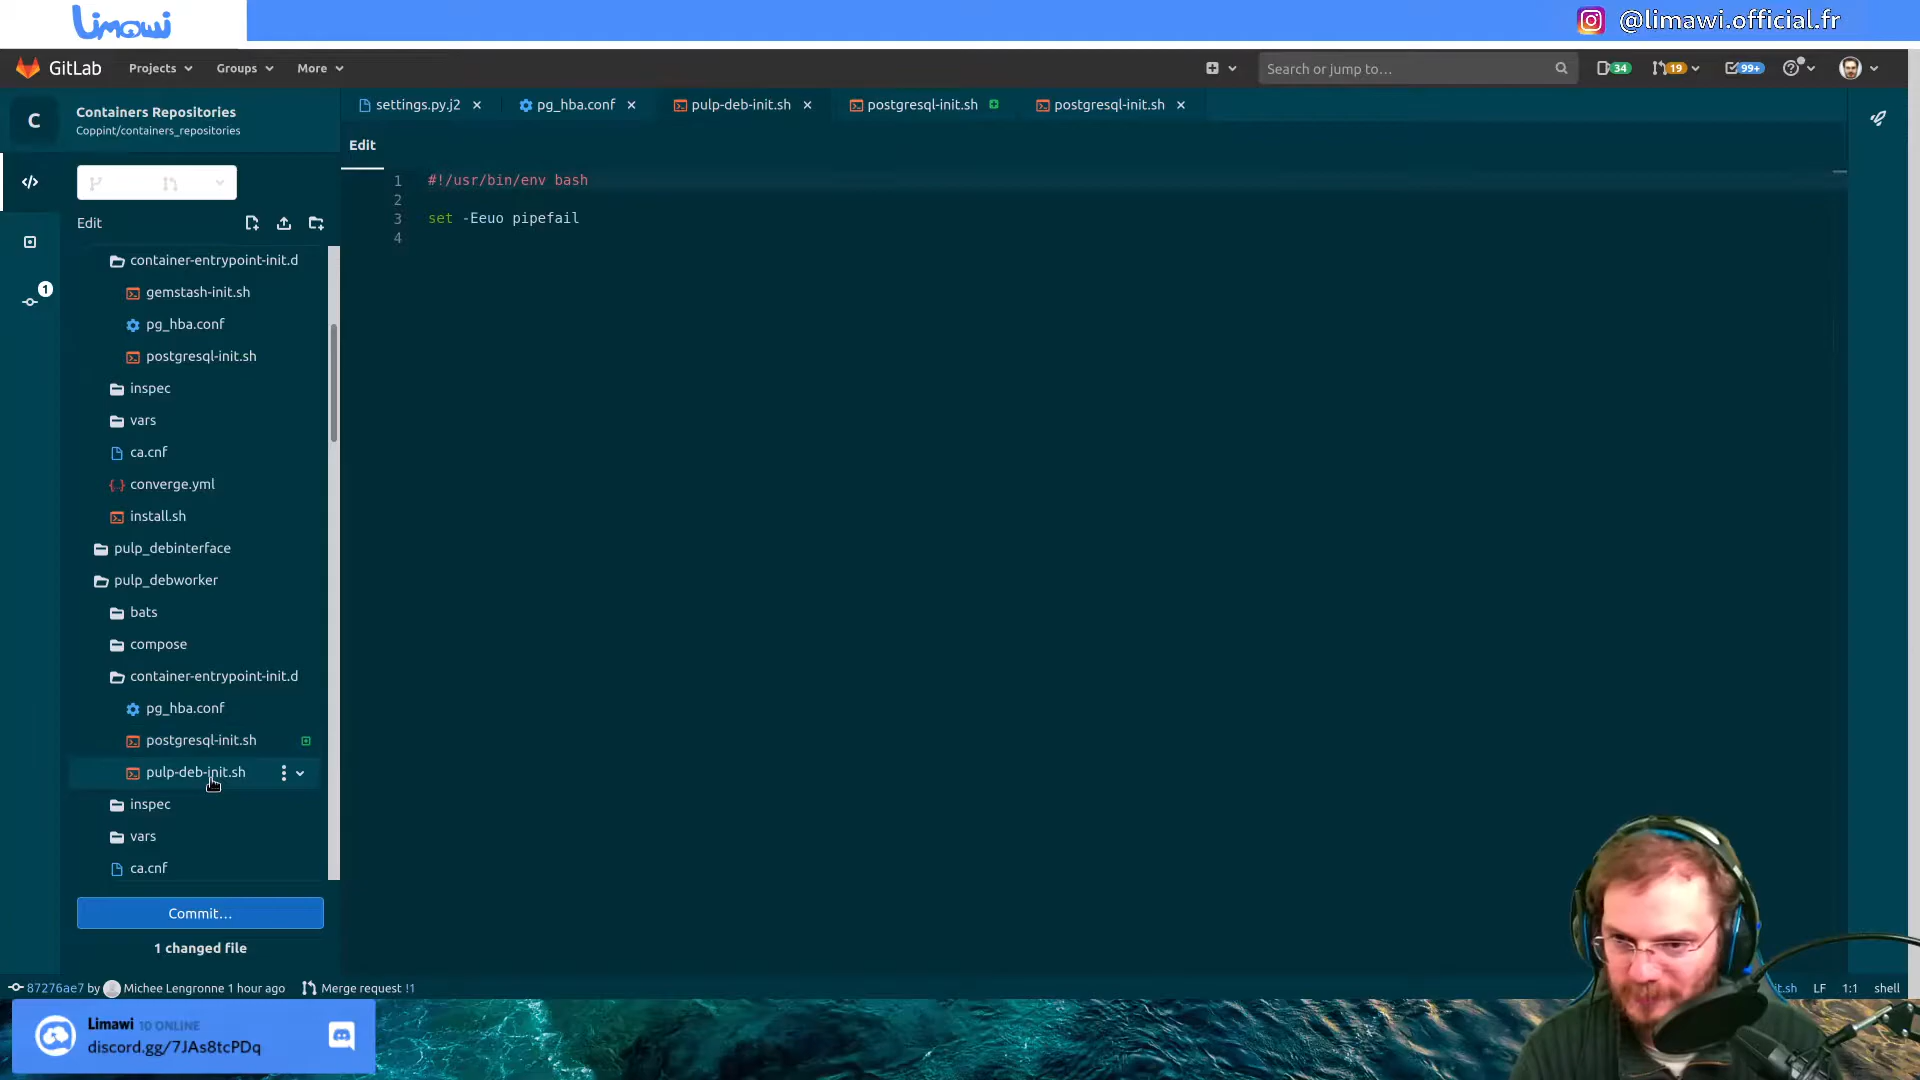 Limawi
@limawi.official.fr
GitLab
Projects
Groups
More
Search or jump to…
34
19
99+
C
Containers Repositories
Coppint/containers_repositories
settings.py.j2
pg_hba.conf
pulp-deb-init.sh
postgresql-init.sh
postgresql-init.sh
Edit
1
Edit
container-entrypoint-init.d
gemstash-init.sh
pg_hba.conf
postgresql-init.sh
inspec
vars
ca.cnf
converge.yml
install.sh
pulp_debinterface
pulp_debworker
bats
compose
container-entrypoint-init.d
pg_hba.conf
postgresql-init.sh
pulp-deb-init.sh
inspec
vars
ca.cnf
Commit…
1 changed file
1 #!/usr/bin/env bash
2
3 set -Eeuo pipefail
4
87276ae7 by Michee Lengronne 1 hour ago
Merge request !1
LF
1:1
shell
Limawi 10 ONLINE
discord.gg/7JAs8tcPDq